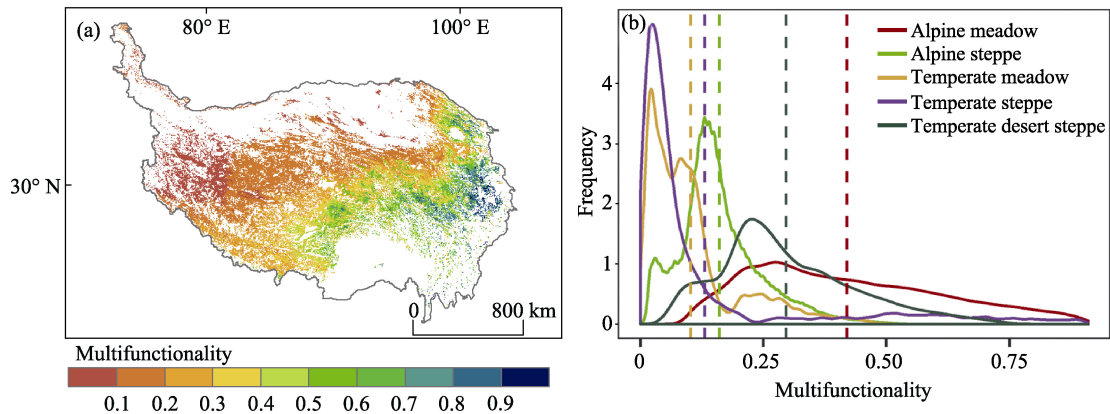 (a)
80° E
100° E
30° N
0
800 km
Multifunctionality
0.1 0.2 0.3 0.4 0.5 0.6 0.7 0.8 0.9
(b)
Alpine meadow
Alpine steppe
Temperate meadow
Temperate steppe
Temperate desert steppe
Frequency
4
3
2
1
0
0 0.25 0.50 0.75
Multifunctionality